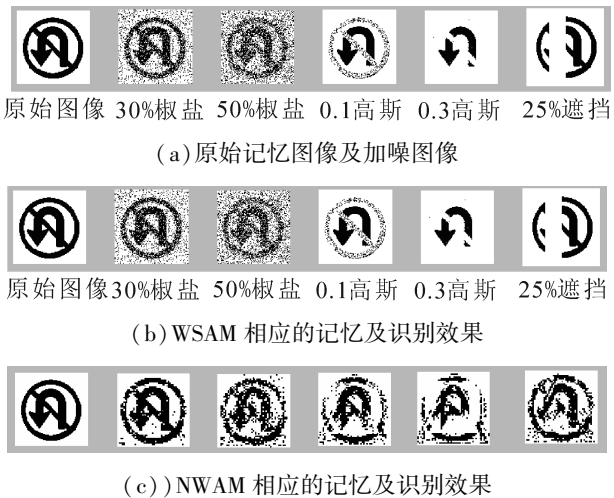 原始图像 30%椒盐 50%椒盐 0.1高斯 0.3高斯 25%遮挡
(a)原始记忆图像及加噪图像
原始图像30%椒盐 50%椒盐 0.1高斯 0.3高斯 25%遮挡
(b)WSAM 相应的记忆及识别效果
(c))NWAM 相应的记忆及识别效果